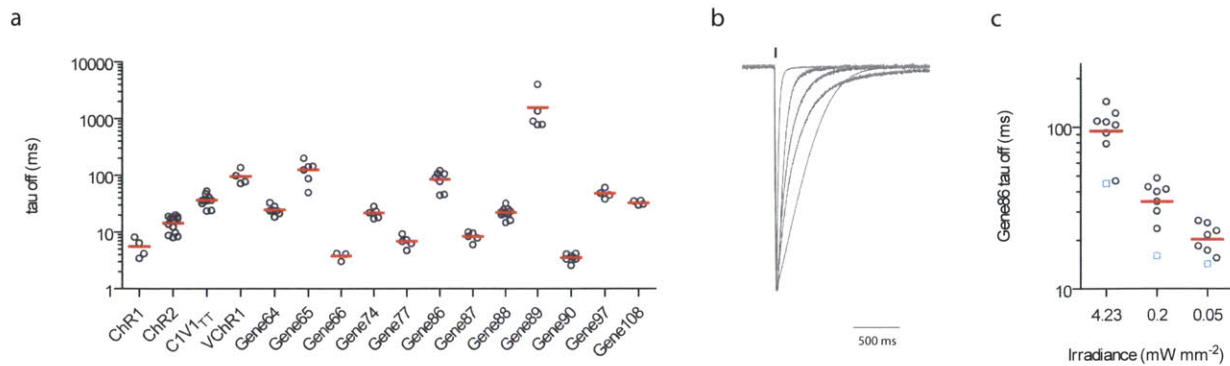 a
tau off (ms)
10000
1000
100
10
1
ChR1
ChR2
C1V1TT
VChR1
Gene64
Gene65
Gene66
Gene74
Gene77
Gene86
Gene87
Gene88
Gene89
Gene90
Gene97
Gene108
b
500 ms
c
Gene86 tau off (ms)
100
10
4.23
0.2
0.05
Irradiance (mW mm-2)